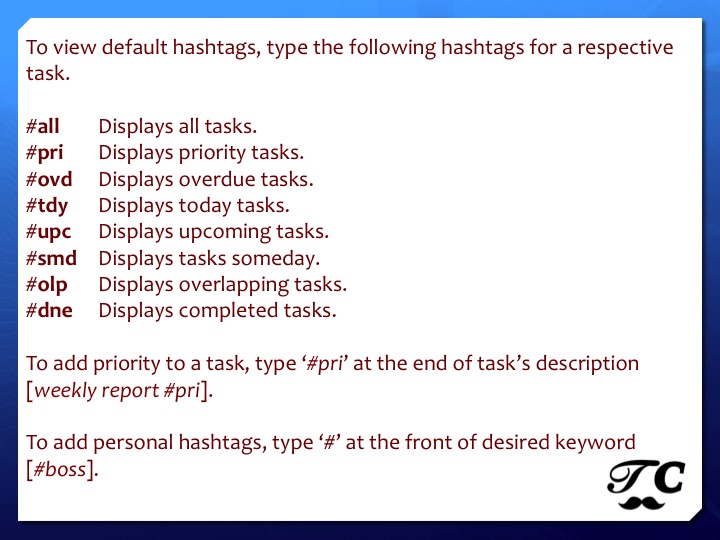 To view default hashtags, type the following hashtags for a respective
task.
#all Displays all tasks.
#pri Displays priority tasks.
#ovd Displays overdue tasks.
#tdy Displays today tasks.
#upc Displays upcoming tasks.
#smd Displays tasks someday.
#olp Displays overlapping tasks.
#dne Displays completed tasks.
To add priority to a task, type ‘#pri’ at the end of task’s description
[weekly report #pri].
To add personal hashtags, type ‘#’ at the front of desired keyword
[#boss].
TC